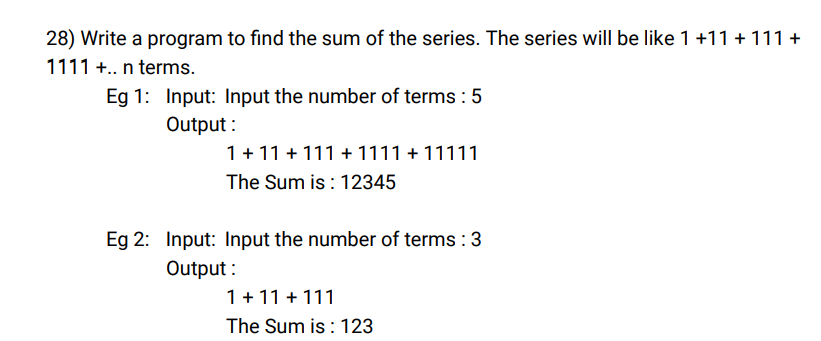 28) Write a program to find the sum of the series. The series will be like 1 +11 + 111 +
1111 +.. n terms.
Eg 1: Input: Input the number of terms : 5
Output :
1 + 11 + 111 + 1111 + 11111
The Sum is : 12345
Eg 2: Input: Input the number of terms : 3
Output :
1 + 11 + 111
The Sum is : 123